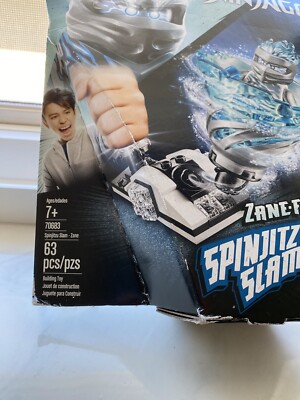 Ages/edades
7+
70683
Spinjitzu Slam - Zane
63
pcs/pzs
Building Toy
Jouet de construction
Juguete para Construir
ZANE-F
SPINJITZ
SLAM